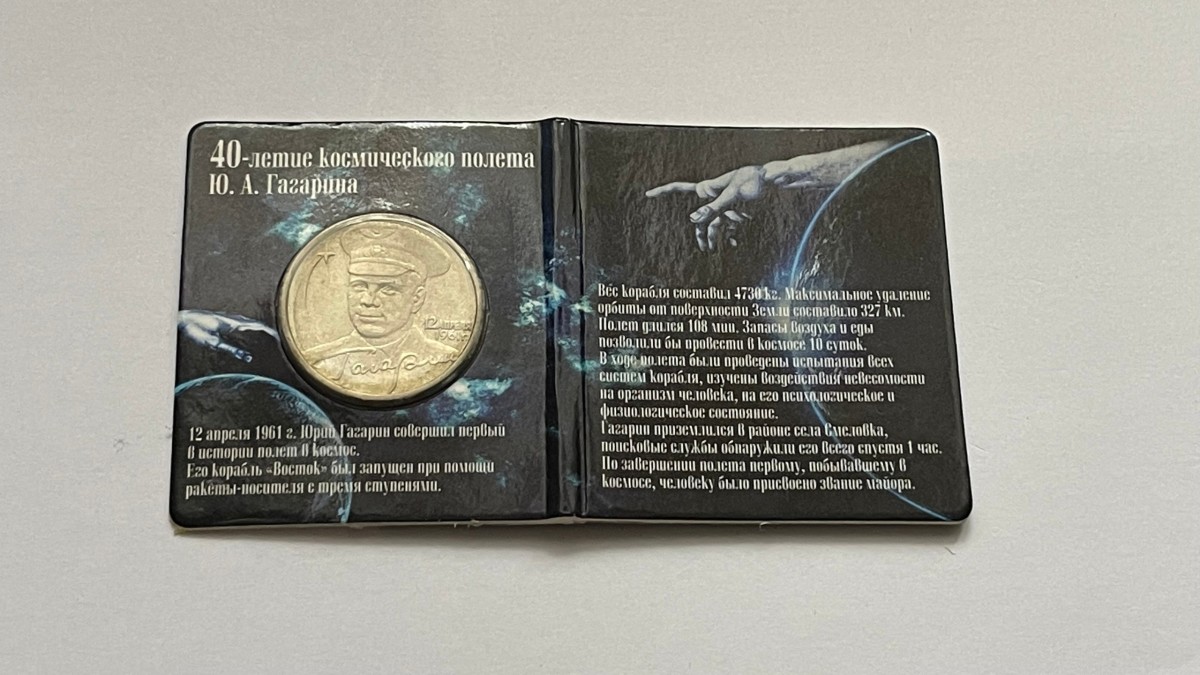 40-летие космического полета
Ю. А. Гагарина
12 апр
1961 г.
Гагарин
12 апреля 1961 г. Юрий Гагарин совершил первый
в истории полет в космос.
Его корабль «Восток» был запущен при помощи
ракеты-носителя с тремя ступенями.
Вес корабля составил 4730 кг. Максимальное удаление
орбиты от поверхности Земли составило 327 км.
Полет длился 108 мин. Запасы воздуха и еды
позволили бы провести в космосе 10 суток.
В ходе полета были проведены испытания всех
систем корабля, изучены воздействия невесомости
на организм человека, на его психологическое и
физиологическое состояние.
Гагарин приземлился в районе села Смеловка,
поисковые службы обнаружили его всего спустя 1 час.
По завершении полета первому, побывавшему в
космосе, человеку было присвоено звание майора.